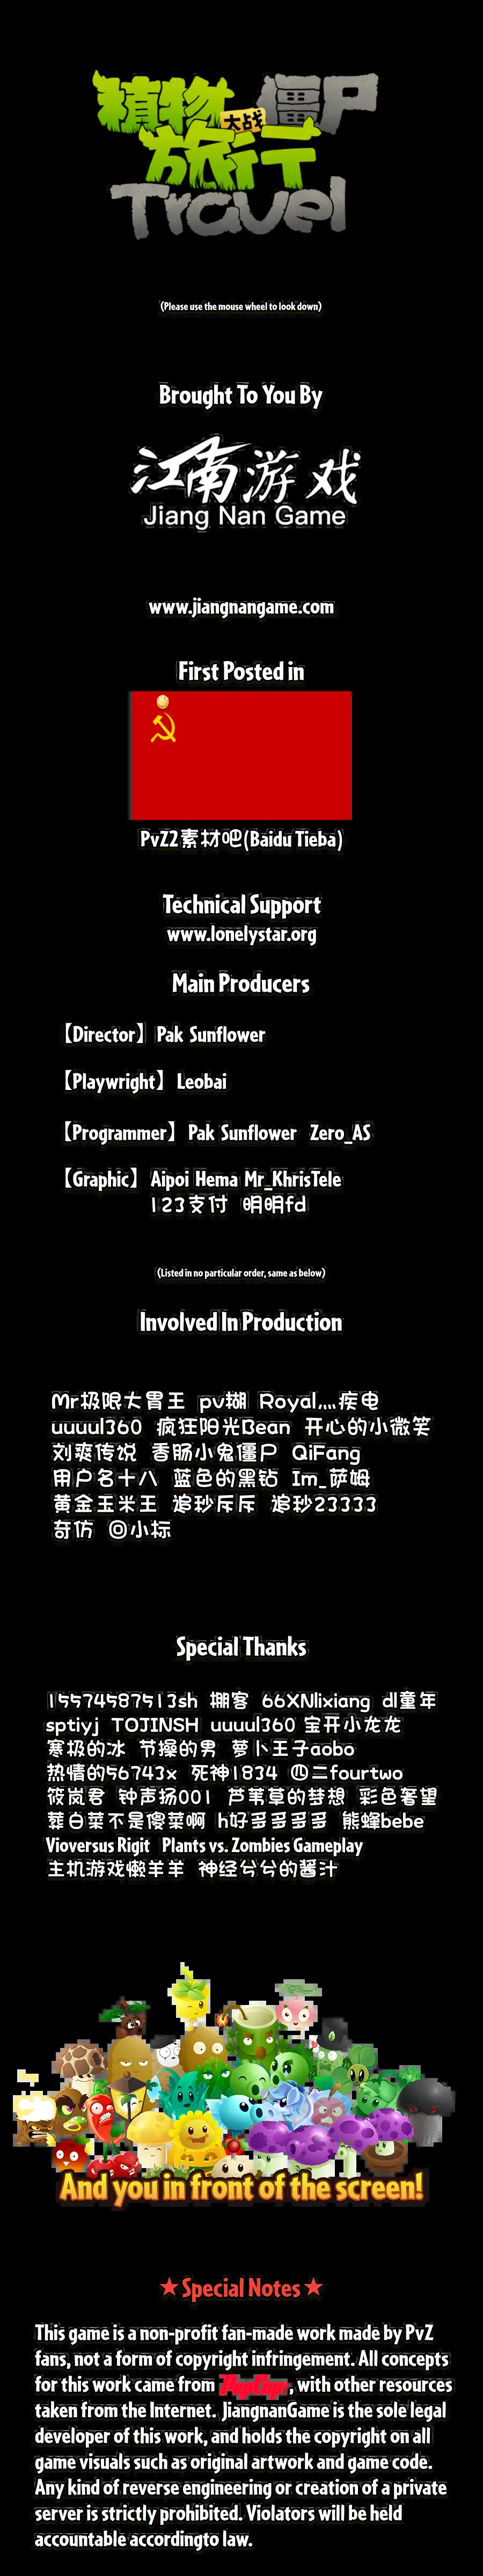 植物大战僵尸
旅行
Travel
(Please use the mouse wheel to look down)
Brought To You By
江南游戏
Jiang Nan Game
www.jiangnangame.com
First Posted in
PvZ2素材吧(Baidu Tieba)
Technical Support
www.lonelystar.org
Main Producers
【Director】 Pak Sunflower
【Playwright】 Leobai
【Programmer】 Pak Sunflower Zero_AS
【Graphic】 Aipoi Hema Mr_KhrisTele
123支付 明明fd
(Listed in no particular order, same as below)
Involved In Production
Mr极限大胃王 pv糊 Royal灬疾电
uuuul360 疯狂阳光Bean 开心的小微笑
刘爽传说 香肠小鬼僵尸 QiFang
用户名十八 蓝色的黑钻 Im_萨姆
黄金玉米王 追秒斥斥 追秒23333
奇仿 ◎小标
Special Thanks
15574587513sh 掤客 66XNlixiang dl童年
sptiyj TOJINSH uuuul360 宝开小龙龙
寒极的冰 节操的男 萝卜王子aobo
热情的56743x 死神1834 四二fourtwo
筱岚君 钟声扬001 芦苇草的梦想 彩色奢望
莽白菜不是傻菜啊 h好多多多多 熊蜂bebe
Vioversus Rigit Plants vs. Zombies Gameplay
主机游戏懒羊羊 神经兮兮的酱汁
And you in front of the screen!
★Special Notes★
This game is a non-profit fan-made work made by PvZ
fans, not a form of copyright infringement. All concepts
for this work came from PopCap, with other resources
taken from the Internet. JiangnanGame is the sole legal
developer of this work, and holds the copyright on all
game visuals such as original artwork and game code.
Any kind of reverse engineering or creation of a private
server is strictly prohibited. Violators will be held
accountable accordingto law.